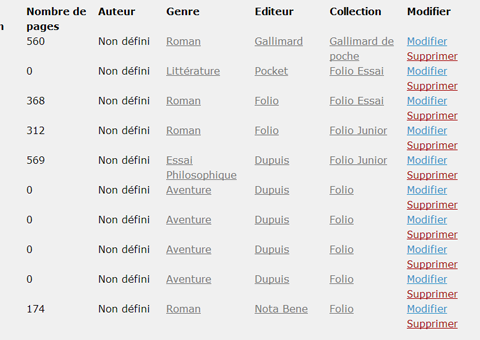 Nombre de pages Auteur Genre Editeur Collection Modifier
560 Non défini Roman Gallimard Gallimard de poche Modifier
Supprimer
0 Non défini Littérature Pocket Folio Essai Modifier
Supprimer
368 Non défini Roman Folio Folio Essai Modifier
Supprimer
312 Non défini Roman Folio Folio Junior Modifier
Supprimer
569 Non défini Essai Philosophique Dupuis Folio Junior Modifier
Supprimer
0 Non défini Aventure Dupuis Folio Modifier
Supprimer
0 Non défini Aventure Dupuis Folio Modifier
Supprimer
0 Non défini Aventure Dupuis Folio Modifier
Supprimer
0 Non défini Aventure Dupuis Folio Modifier
Supprimer
174 Non défini Roman Nota Bene Folio Modifier
Supprimer